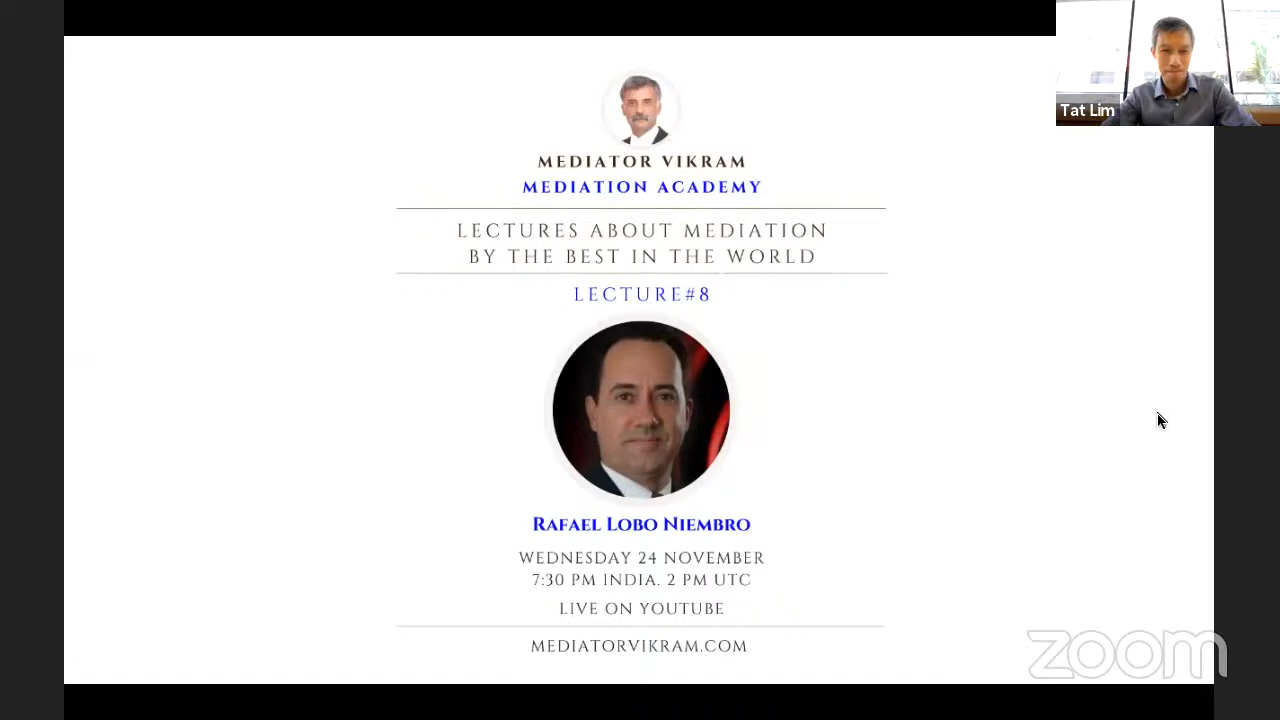 Tat Lim
MEDIATOR VIKRAM
MEDIATION ACADEMY
LECTURES ABOUT MEDIATION
BY THE BEST IN THE WORLD
LECTURE#8
RAFAEL LOBO NIEMBRO
WEDNESDAY 24 NOVEMBER
7:30 PM INDIA. 2 PM UTC
LIVE ON YOUTUBE
MEDIATORVIKRAM.COM
zoom